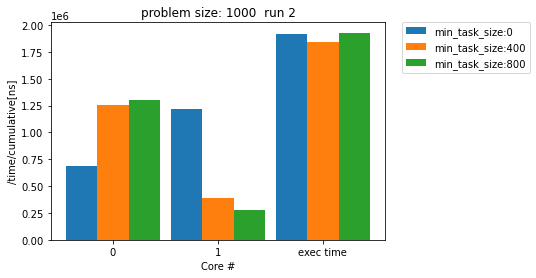 problem size: 1000  run 2
1e6
2.00
1.75
1.50
1.25
1.00
0.75
0.50
0.25
0.00
/time/cumulative[ns]
0
1
exec time
Core #
min_task_size:0
min_task_size:400
min_task_size:800